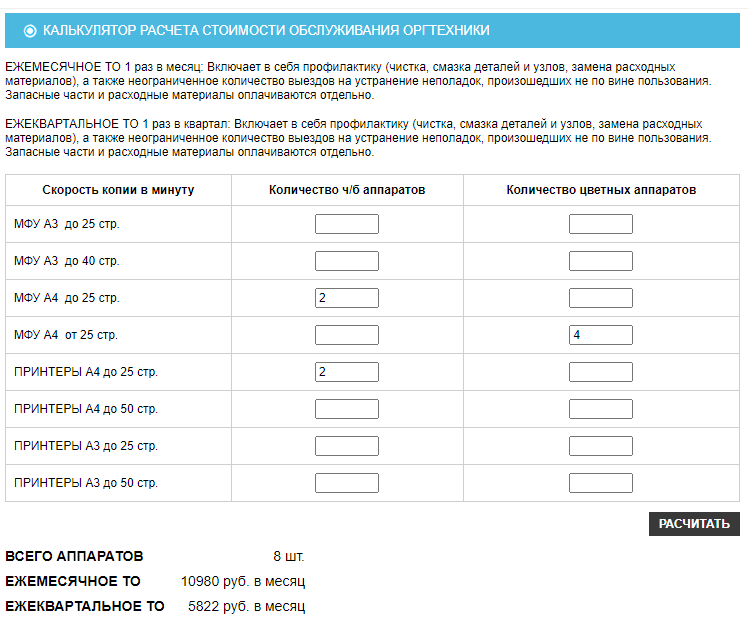 КАЛЬКУЛЯТОР РАСЧЕТА СТОИМОСТИ ОБСЛУЖИВАНИЯ ОРГТЕХНИКИ
ЕЖЕМЕСЯЧНОЕ ТО 1 раз в месяц: Включает в себя профилактику (чистка, смазка деталей и узлов, замена расходных
материалов), а также неограниченное количество выездов на устранение неполадок, произошедших не по вине пользования.
Запасные части и расходные материалы оплачиваются отдельно.
ЕЖЕКВАРТАЛЬНОЕ ТО 1 раз в квартал: Включает в себя профилактику (чистка, смазка деталей и узлов, замена расходных
материалов), а также неограниченное количество выездов на устранение неполадок, произошедших не по вине пользования.
Запасные части и расходные материалы оплачиваются отдельно.
Скорость копии в минуту Количество ч/б аппаратов Количество цветных аппаратов
МФУ А3 до 25 стр.
МФУ А3 до 40 стр.
МФУ А4 до 25 стр. 2
МФУ А4 от 25 стр. 4
ПРИНТЕРЫ А4 до 25 стр. 2
ПРИНТЕРЫ А4 до 50 стр.
ПРИНТЕРЫ А3 до 25 стр.
ПРИНТЕРЫ А3 до 50 стр.
РАСЧИТАТЬ
ВСЕГО АППАРАТОВ 8 шт.
ЕЖЕМЕСЯЧНОЕ ТО 10980 руб. в месяц
ЕЖЕКВАРТАЛЬНОЕ ТО 5822 руб. в месяц